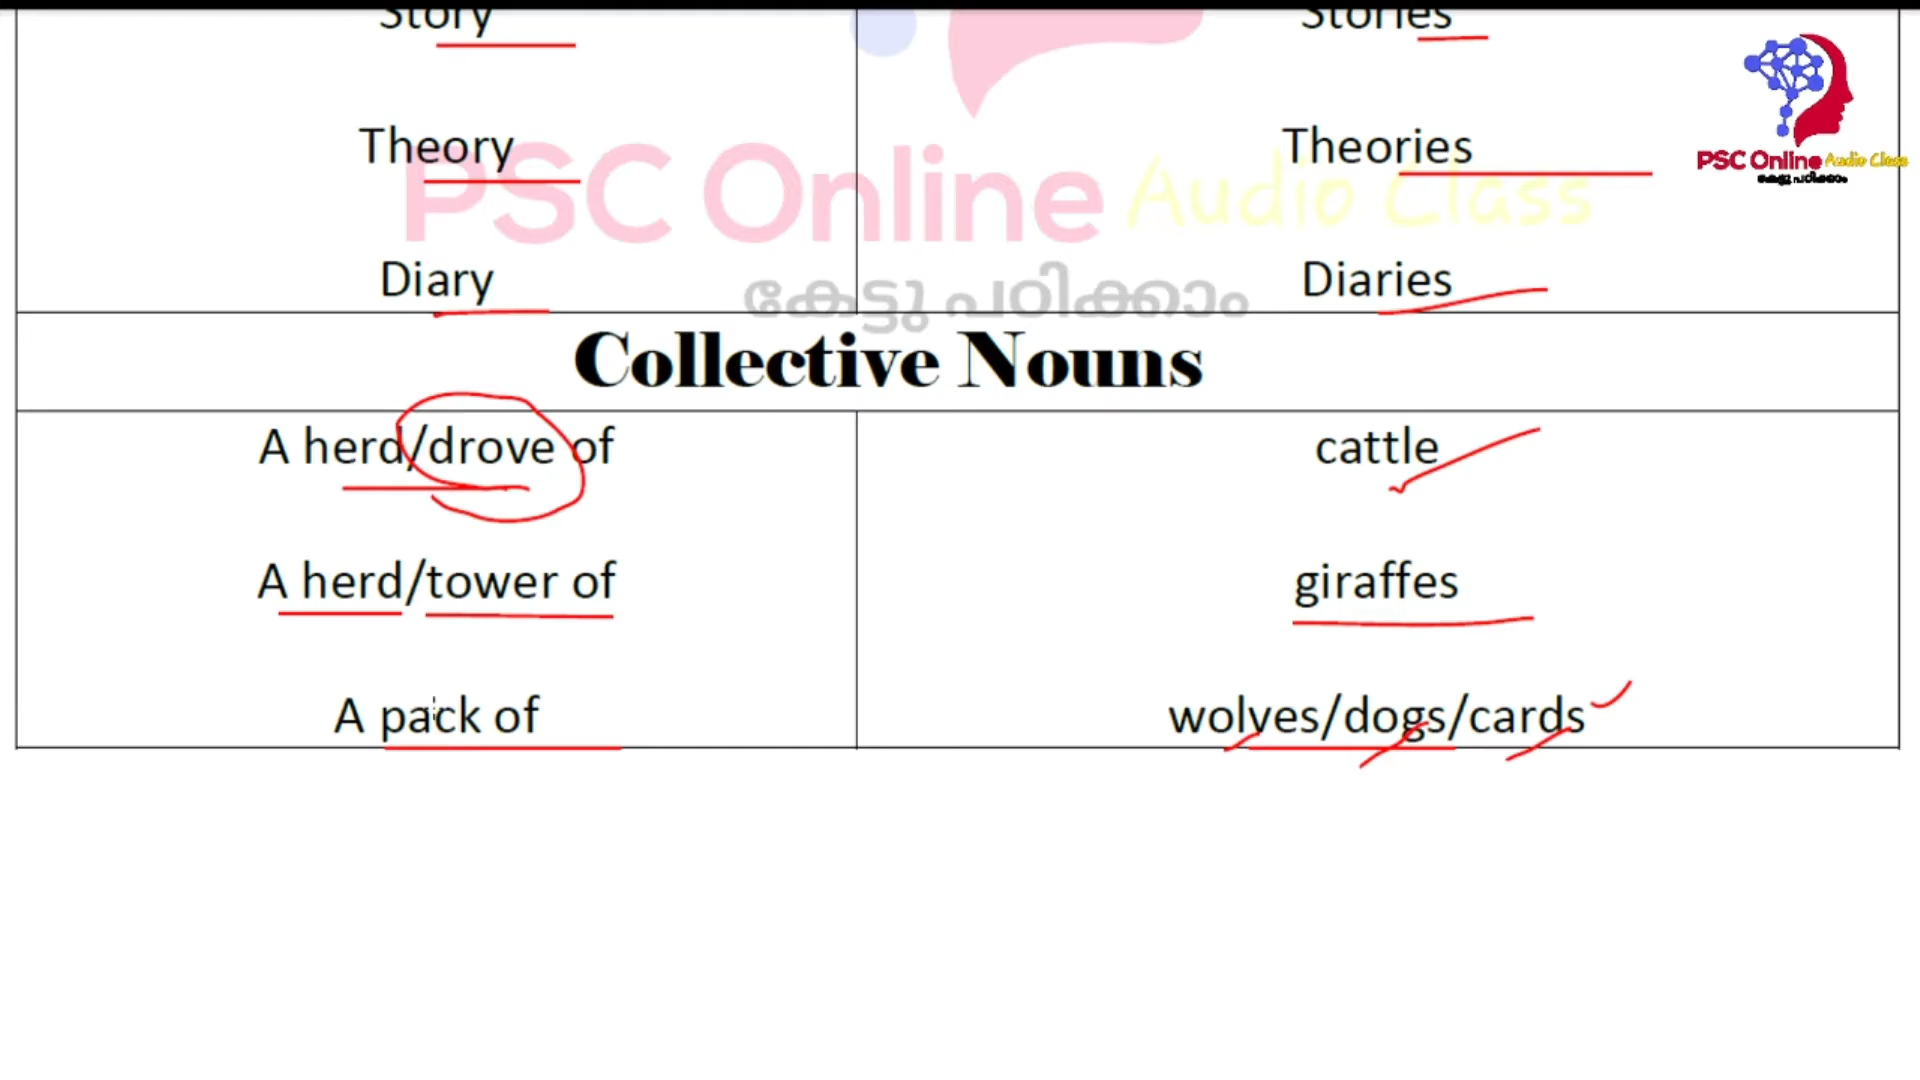 Story Stories
Theory Theories
PSC Online Audio Class
കേട്ടു പഠിക്കാം
Diary Diaries
Collective Nouns
A herd/drove of cattle
A herd/tower of giraffes
A pack of wolves/dogs/cards
PSC Online Audio Class
കേട്ടു പഠിക്കാം